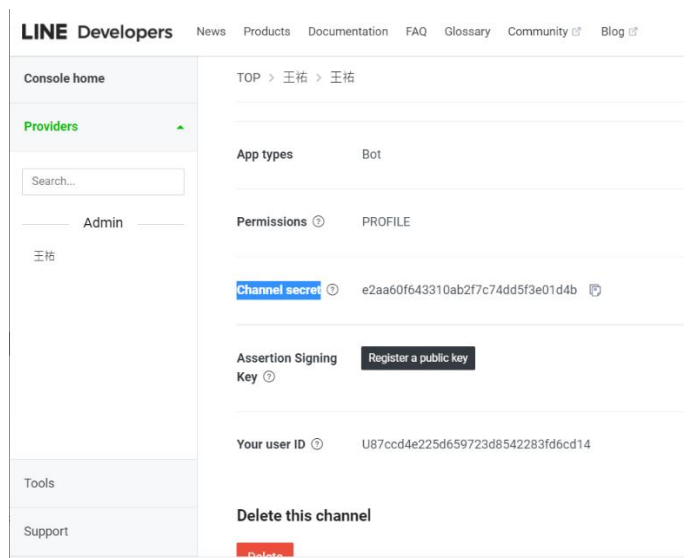 LINE Developers News Products Documentation FAQ Glossary Community Blog
Console home
Providers
Search...
Admin
王祐
Tools
Support
TOP > 王祐 > 王祐
App types Bot
Permissions PROFILE
Channel secret e2aa60f643310ab2f7c74dd5f3e01d4b
Assertion Signing Key Register a public key
Your user ID U87ccd4e225d659723d8542283fd6cd14
Delete this channel
Delete